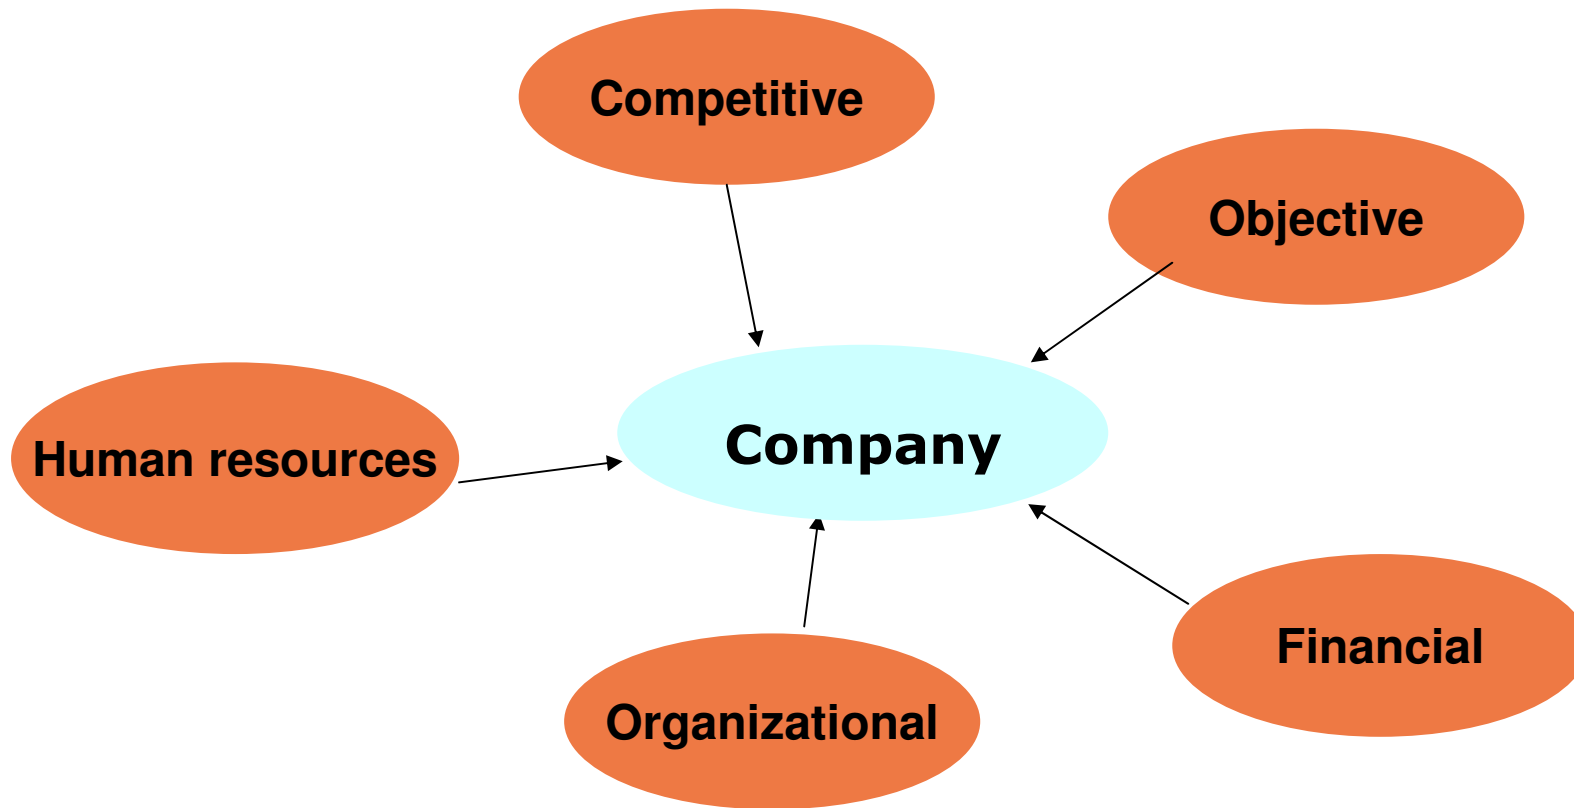 Competitive
Objective
Company
Human resources
Financial
Organizational